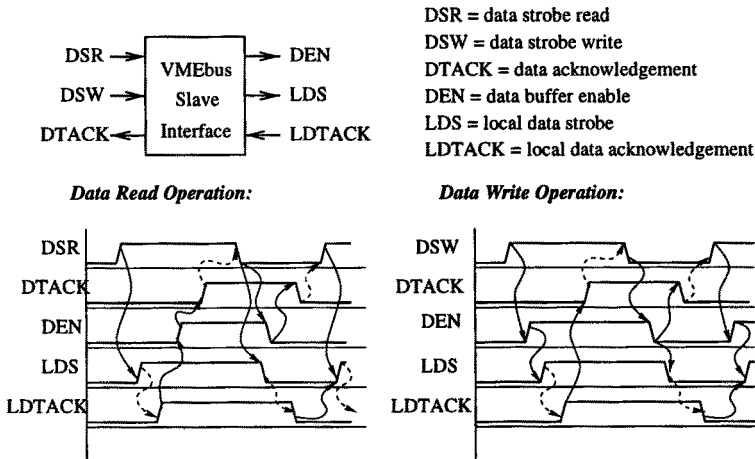 DSR
DSW
DTACK
VMEbus
Slave
Interface
DEN
LDS
LDTACK
DSR = data strobe read
DSW = data strobe write
DTACK = data acknowledgement
DEN = data buffer enable
LDS = local data strobe
LDTACK = local data acknowledgement
Data Read Operation:
DSR
DTACK
DEN
LDS
LDTACK
Data Write Operation:
DSW
DTACK
DEN
LDS
LDTACK